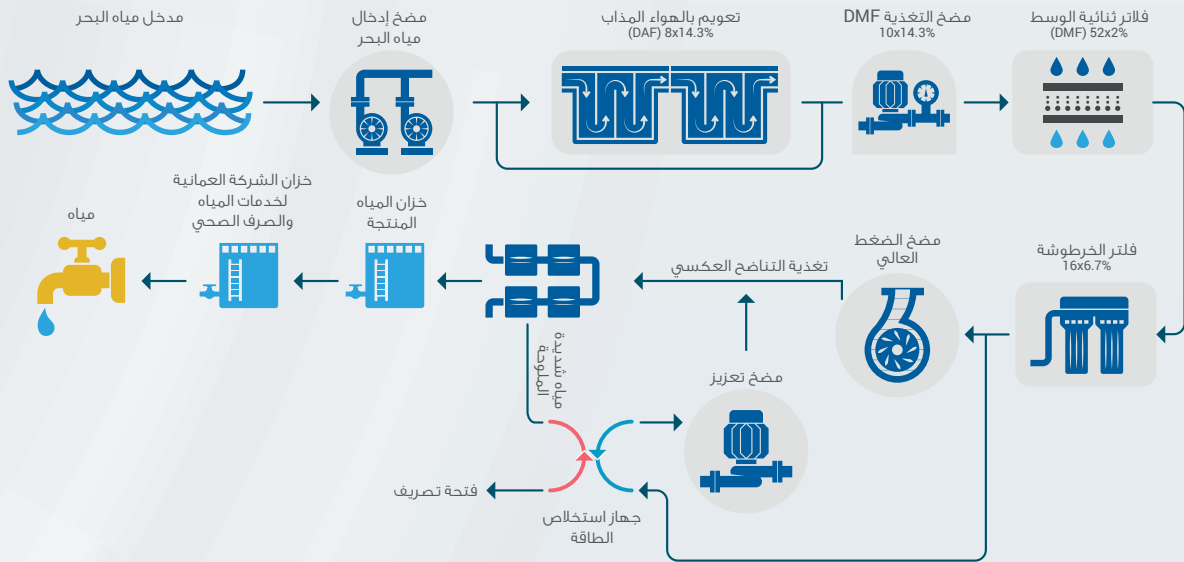 مدخل مياه البحر
مضخ إدخال
مياه البحر
تعويم بالهواء المذاب
(DAF) 8x14.3%
مضخ التغذية DMF
10x14.3%
فلاتر ثنائية الوسط
(DMF) 52x2%
فلتر الخرطوشة
16x6.7%
مضخ الضغط
العالي
تغذية التناضح العكسي
خزان المياه
المنتجة
خزان الشركة العمانية
لخدمات المياه
والصرف الصحي
مياه
مياه شديدة
الملوحة
مضخ تعزيز
فتحة تصريف
جهاز استخلاص
الطاقة